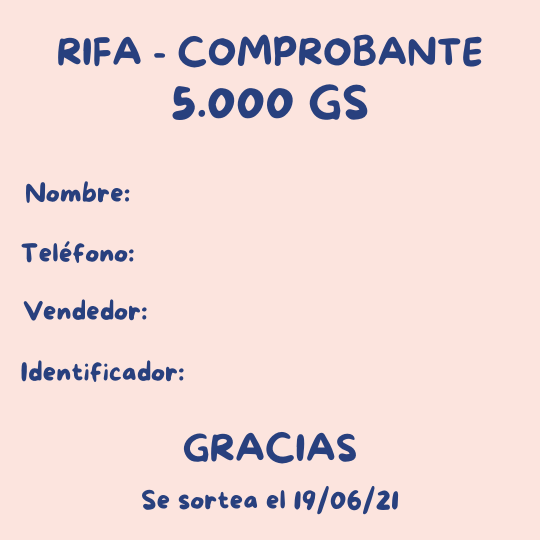 RIFA - COMPROBANTE
5.000 GS
Nombre:
Teléfono:
Vendedor:
Identificador:
GRACIAS
Se sortea el 19/06/21